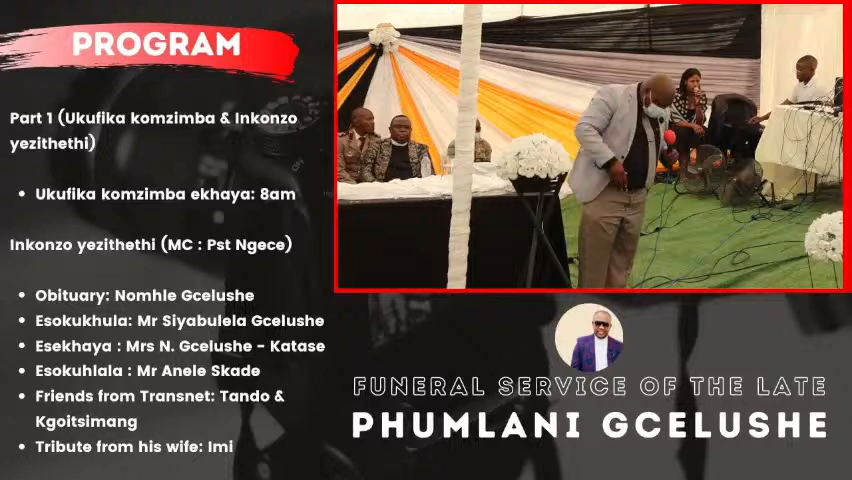 PROGRAM
Part 1 (Ukufika komzimba & Inkonzo
yezithethi)
• Ukufika komzimba ekhaya: 8am
Inkonzo yezithethi (MC : Pst Ngece)
• Obituary: Nomhle Gcelushe
• Esokukhula: Mr Siyabulela Gcelushe
• Esekhaya : Mrs N. Gcelushe - Katase
• Esokuhlala : Mr Anele Skade
• Friends from Transnet: Tando &
Kgoitsimang
• Tribute from his wife: Imi
FUNERAL SERVICE OF THE LATE
PHUMLANI GCELUSHE